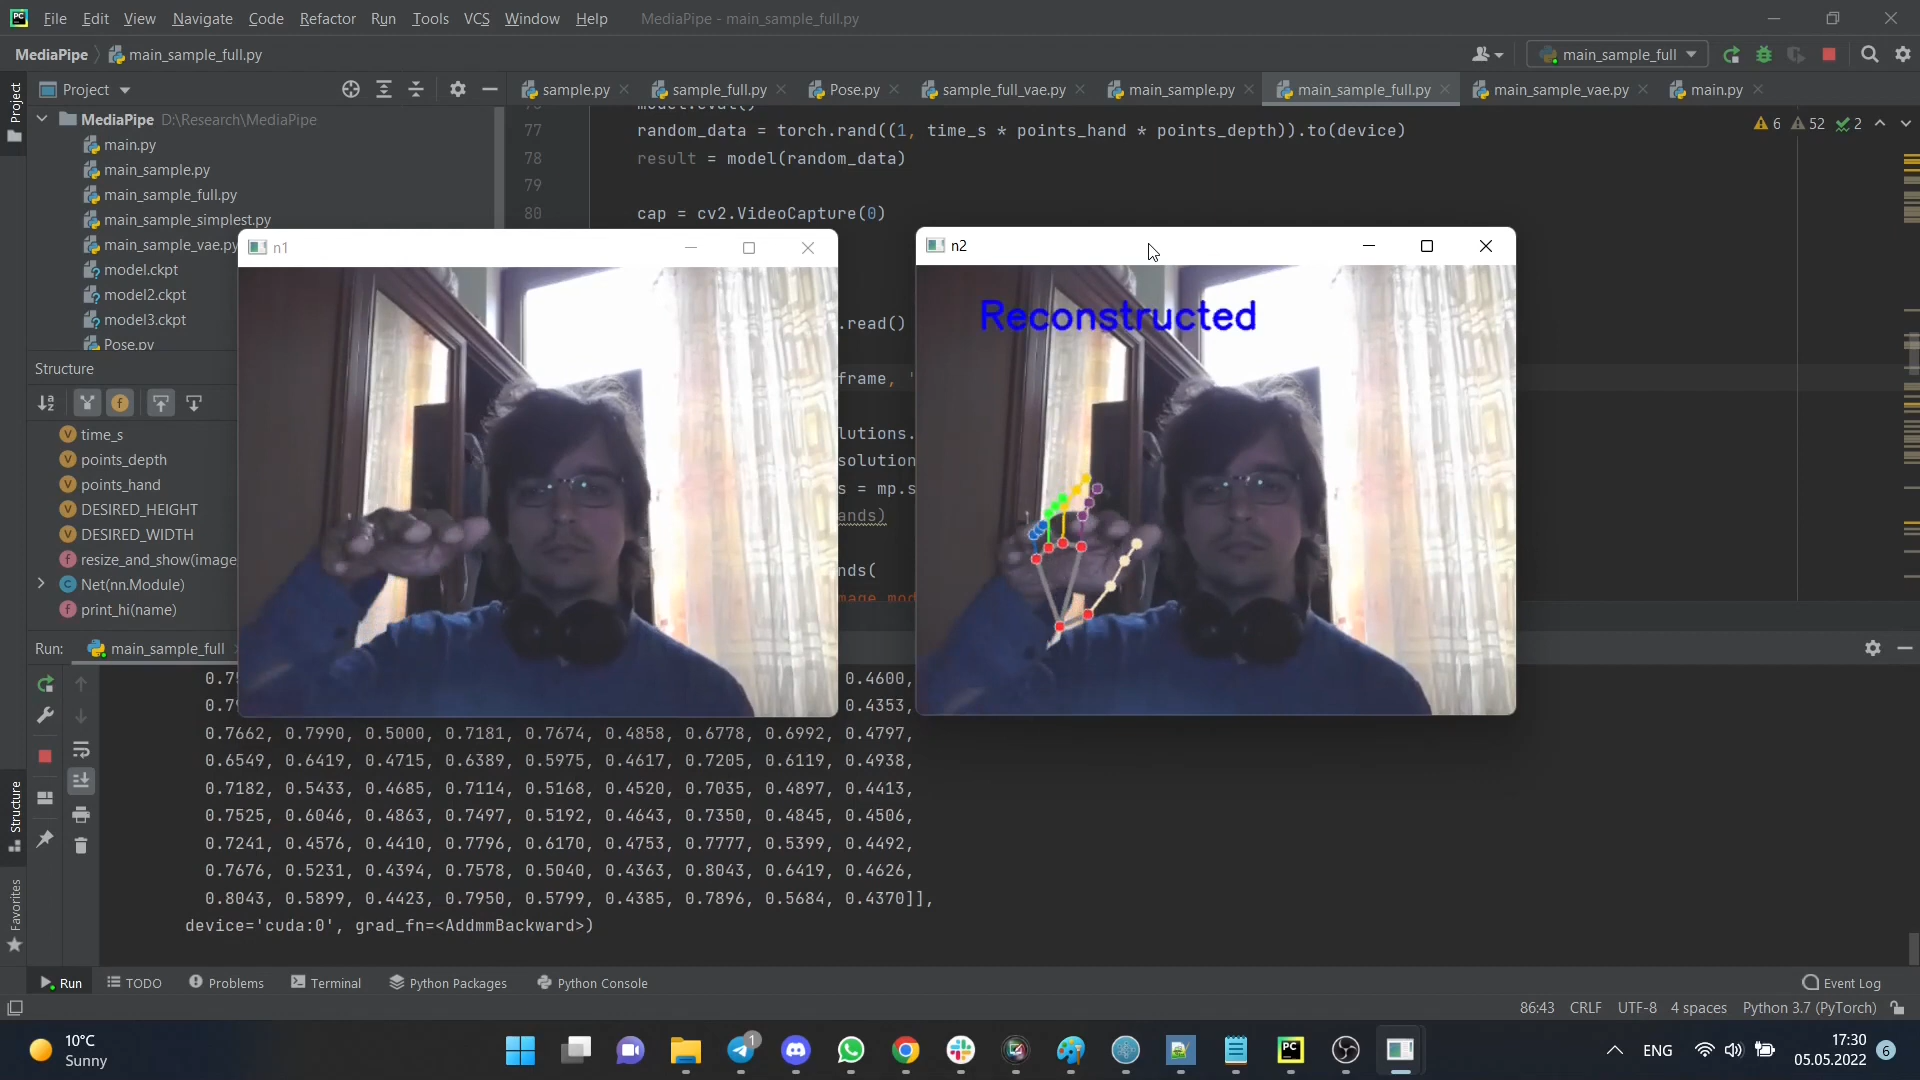 File Edit View Navigate Code Refactor Run Tools VCS Window Help MediaPipe - main_sample_full.py
MediaPipe main_sample_full.py main_sample_full
Project sample.py sample_full.py Pose.py sample_full_vae.py main_sample.py main_sample_full.py main_sample_vae.py main.py
Project
MediaPipe D:\Research\MediaPipe
main.py
main_sample.py
main_sample_full.py
main_sample_simplest.py
main_sample_vae.py
model.ckpt
model2.ckpt
model3.ckpt
Pose.py
model.eval()
77 random_data = torch.rand((1, time_s * points_hand * points_depth)).to(device)
78 result = model(random_data)
79
80 cap = cv2.VideoCapture(0)
6 52 2
.read()
frame, '
lutions.
solution
s = mp.s
ands)
nds(
n1
n2
Reconstructed
Structure
time_s
points_depth
points_hand
DESIRED_HEIGHT
DESIRED_WIDTH
resize_and_show(image
Net(nn.Module)
print_hi(name)
Run: main_sample_full
0.4600,
0.4353,
0.7662, 0.7990, 0.5000, 0.7181, 0.7674, 0.4858, 0.6778, 0.6992, 0.4797,
0.6549, 0.6419, 0.4715, 0.6389, 0.5975, 0.4617, 0.7205, 0.6119, 0.4938,
0.7182, 0.5433, 0.4685, 0.7114, 0.5168, 0.4520, 0.7035, 0.4897, 0.4413,
0.7525, 0.6046, 0.4863, 0.7497, 0.5192, 0.4643, 0.7350, 0.4845, 0.4506,
0.7241, 0.4576, 0.4410, 0.7796, 0.6170, 0.4753, 0.7777, 0.5399, 0.4492,
0.7676, 0.5231, 0.4394, 0.7578, 0.5040, 0.4363, 0.8043, 0.6419, 0.4626,
0.8043, 0.5899, 0.4423, 0.7950, 0.5799, 0.4385, 0.7896, 0.5684, 0.4370]],
device='cuda:0', grad_fn=<AddmmBackward>)
Structure
Favorites
Run TODO Problems Terminal Python Packages Python Console Event Log
86:43 CRLF UTF-8 4 spaces Python 3.7 (PyTorch)
10°C
Sunny
1
PC
ENG
17:30
05.05.2022
6